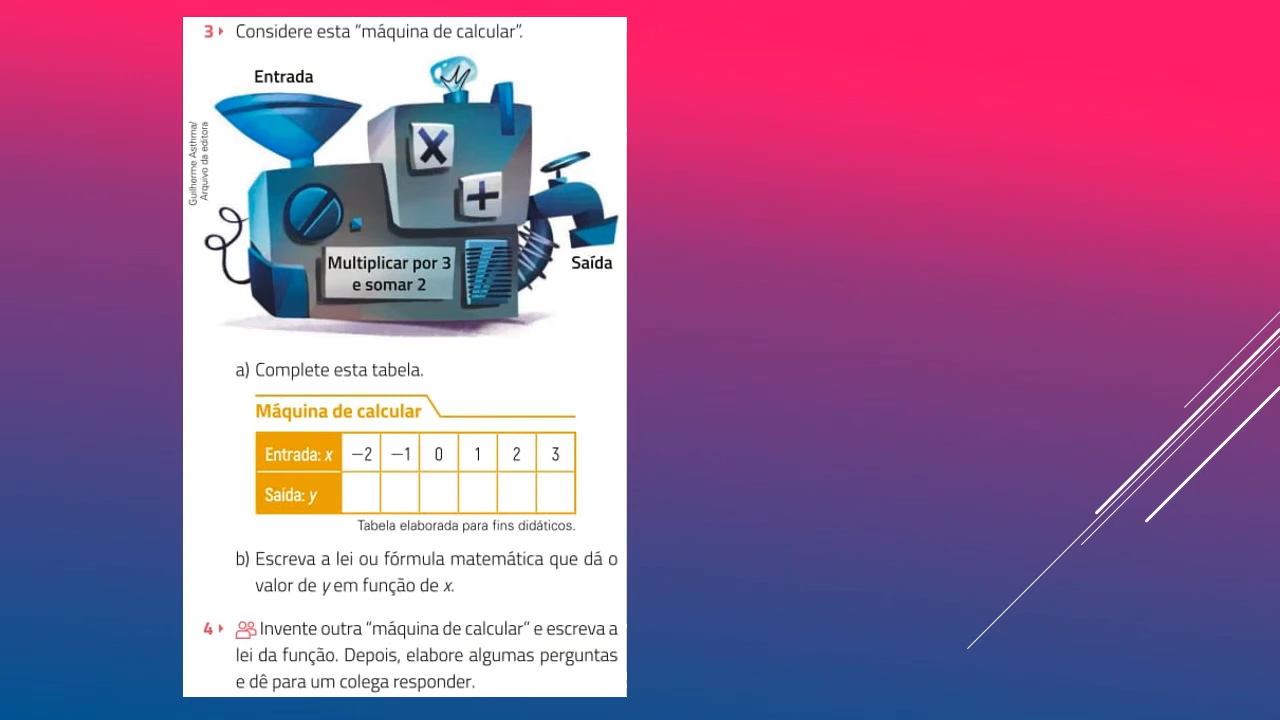 3 Considere esta “máquina de calcular”.
Entrada
Guilherme Asthma/
Arquivo da editora
X
+
Multiplicar por 3
e somar 2
Saída
a) Complete esta tabela.
Máquina de calcular
Entrada: x −2 −1 0 1 2 3
Saída: y
Tabela elaborada para fins didáticos.
b) Escreva a lei ou fórmula matemática que dá o
valor de y em função de x.
4 Invente outra “máquina de calcular” e escreva a
lei da função. Depois, elabore algumas perguntas
e dê para um colega responder.